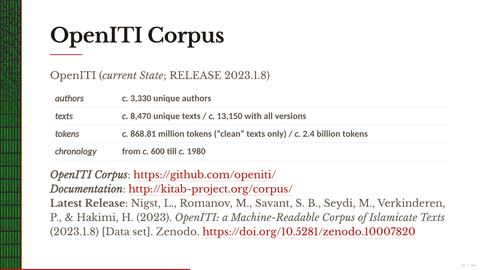 OpenITI Corpus
OpenITI (current State; RELEASE 2023.1.8)
authors c. 3,330 unique authors
texts c. 8,470 unique texts / c. 13,150 with all versions
tokens c. 868.81 million tokens ("clean" texts only) / c. 2.4 billion tokens
chronology from c. 600 till c. 1980
OpenITI Corpus: https://github.com/openiti/
Documentation: http://kitab-project.org/corpus/
Latest Release: Nigst, L., Romanov, M., Savant, S. B., Seydi, M., Verkinderen,
P., & Hakimi, H. (2023). OpenITI: a Machine-Readable Corpus of Islamicate Texts
(2023.1.8) [Data set]. Zenodo. https://doi.org/10.5281/zenodo.10007820